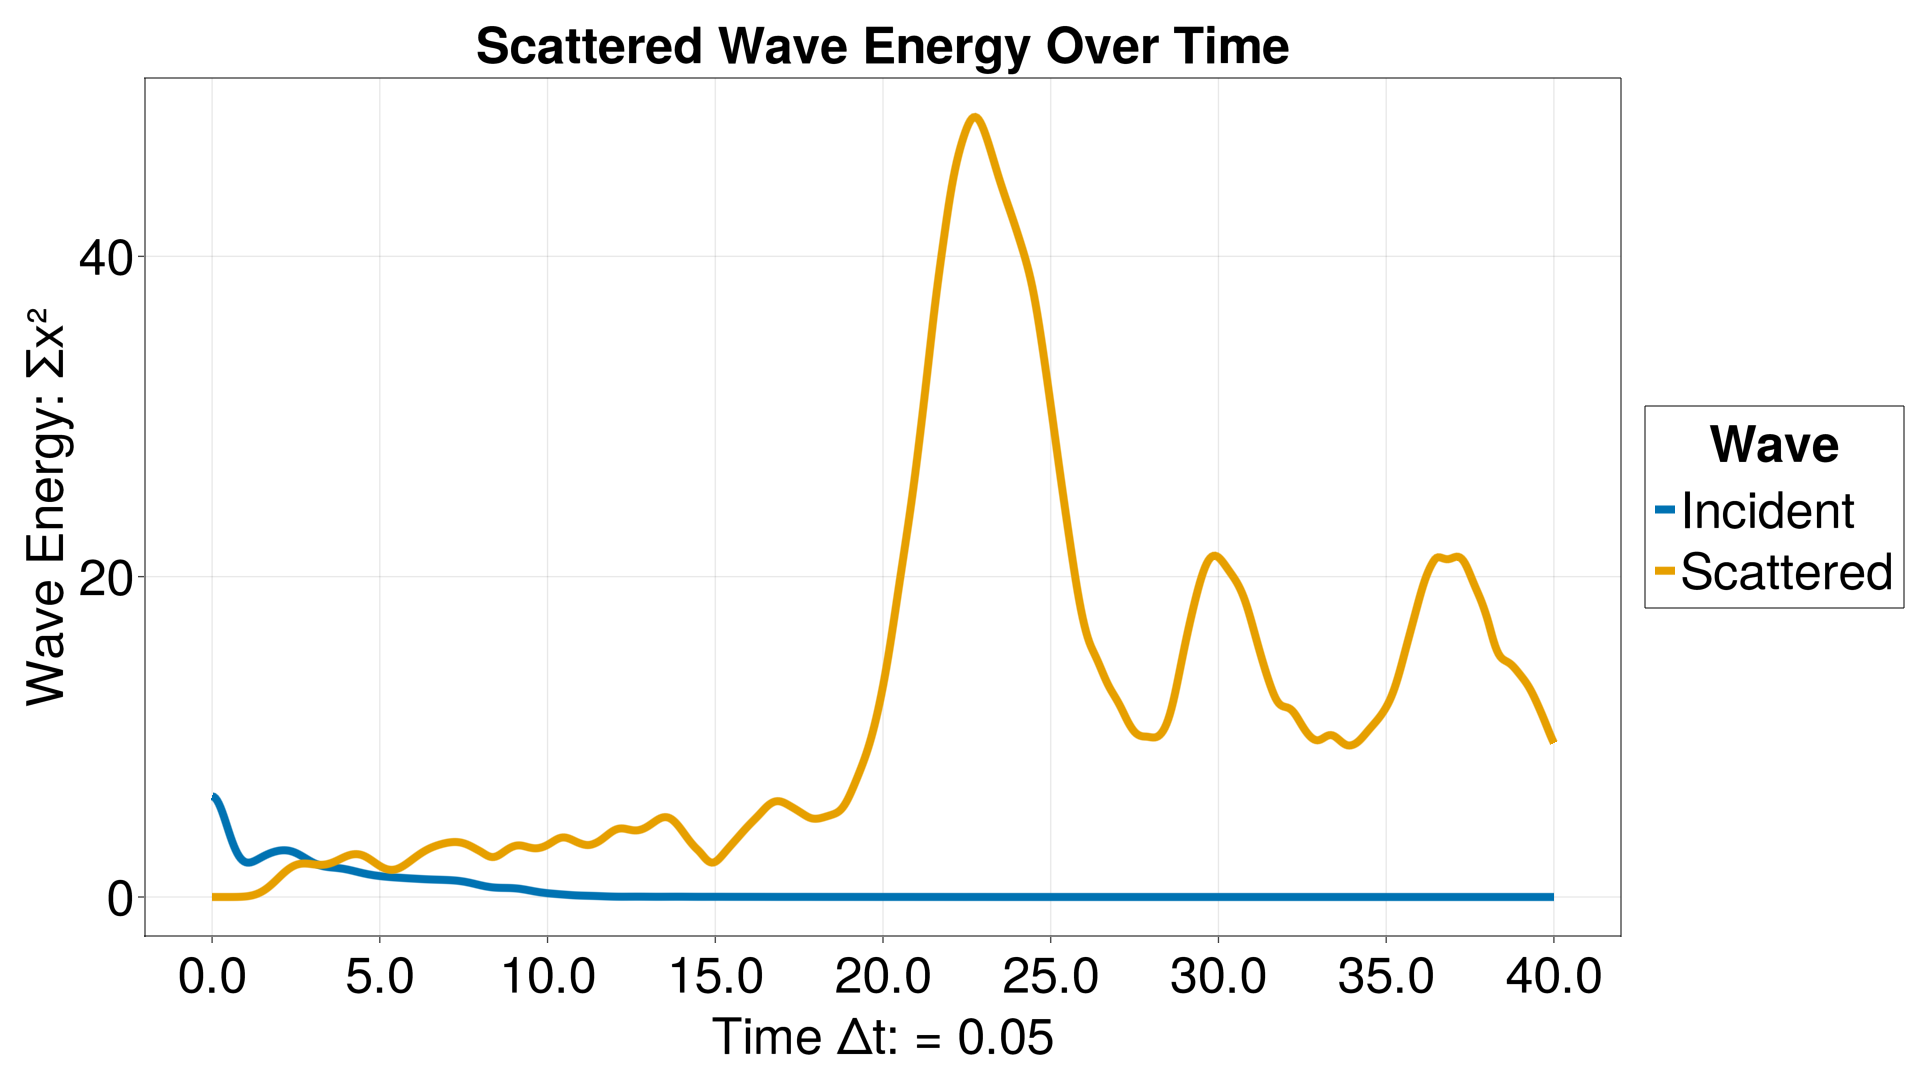 Scattered Wave Energy Over Time
Wave Energy: Σx²
40
20
0
0.0 5.0 10.0 15.0 20.0 25.0 30.0 35.0 40.0
Time Δt: = 0.05
Wave
Incident
Scattered